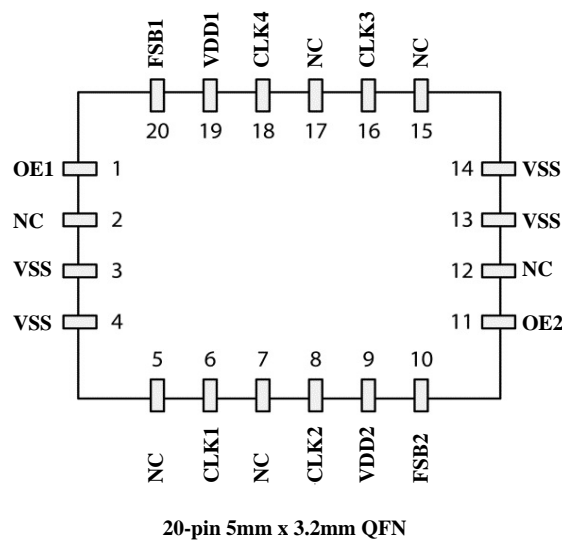 FSB1 VDD1 CLK4 NC CLK3 NC
20 19 18 17 16 15
OE1 1 14 VSS
NC 2 13 VSS
VSS 3 12 NC
VSS 4 11 OE2
5 6 7 8 9 10
NC CLK1 NC CLK2 VDD2 FSB2
20-pin 5mm x 3.2mm QFN